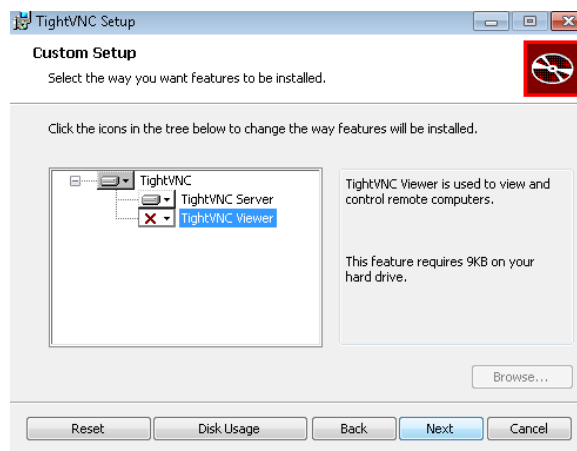 TightVNC Setup
Custom Setup
Select the way you want features to be installed.
Click the icons in the tree below to change the way features will be installed.
TightVNC
TightVNC Server
TightVNC Viewer
TightVNC Viewer is used to view and
control remote computers.
This feature requires 9KB on your
hard drive.
Browse...
Reset
Disk Usage
Back
Next
Cancel